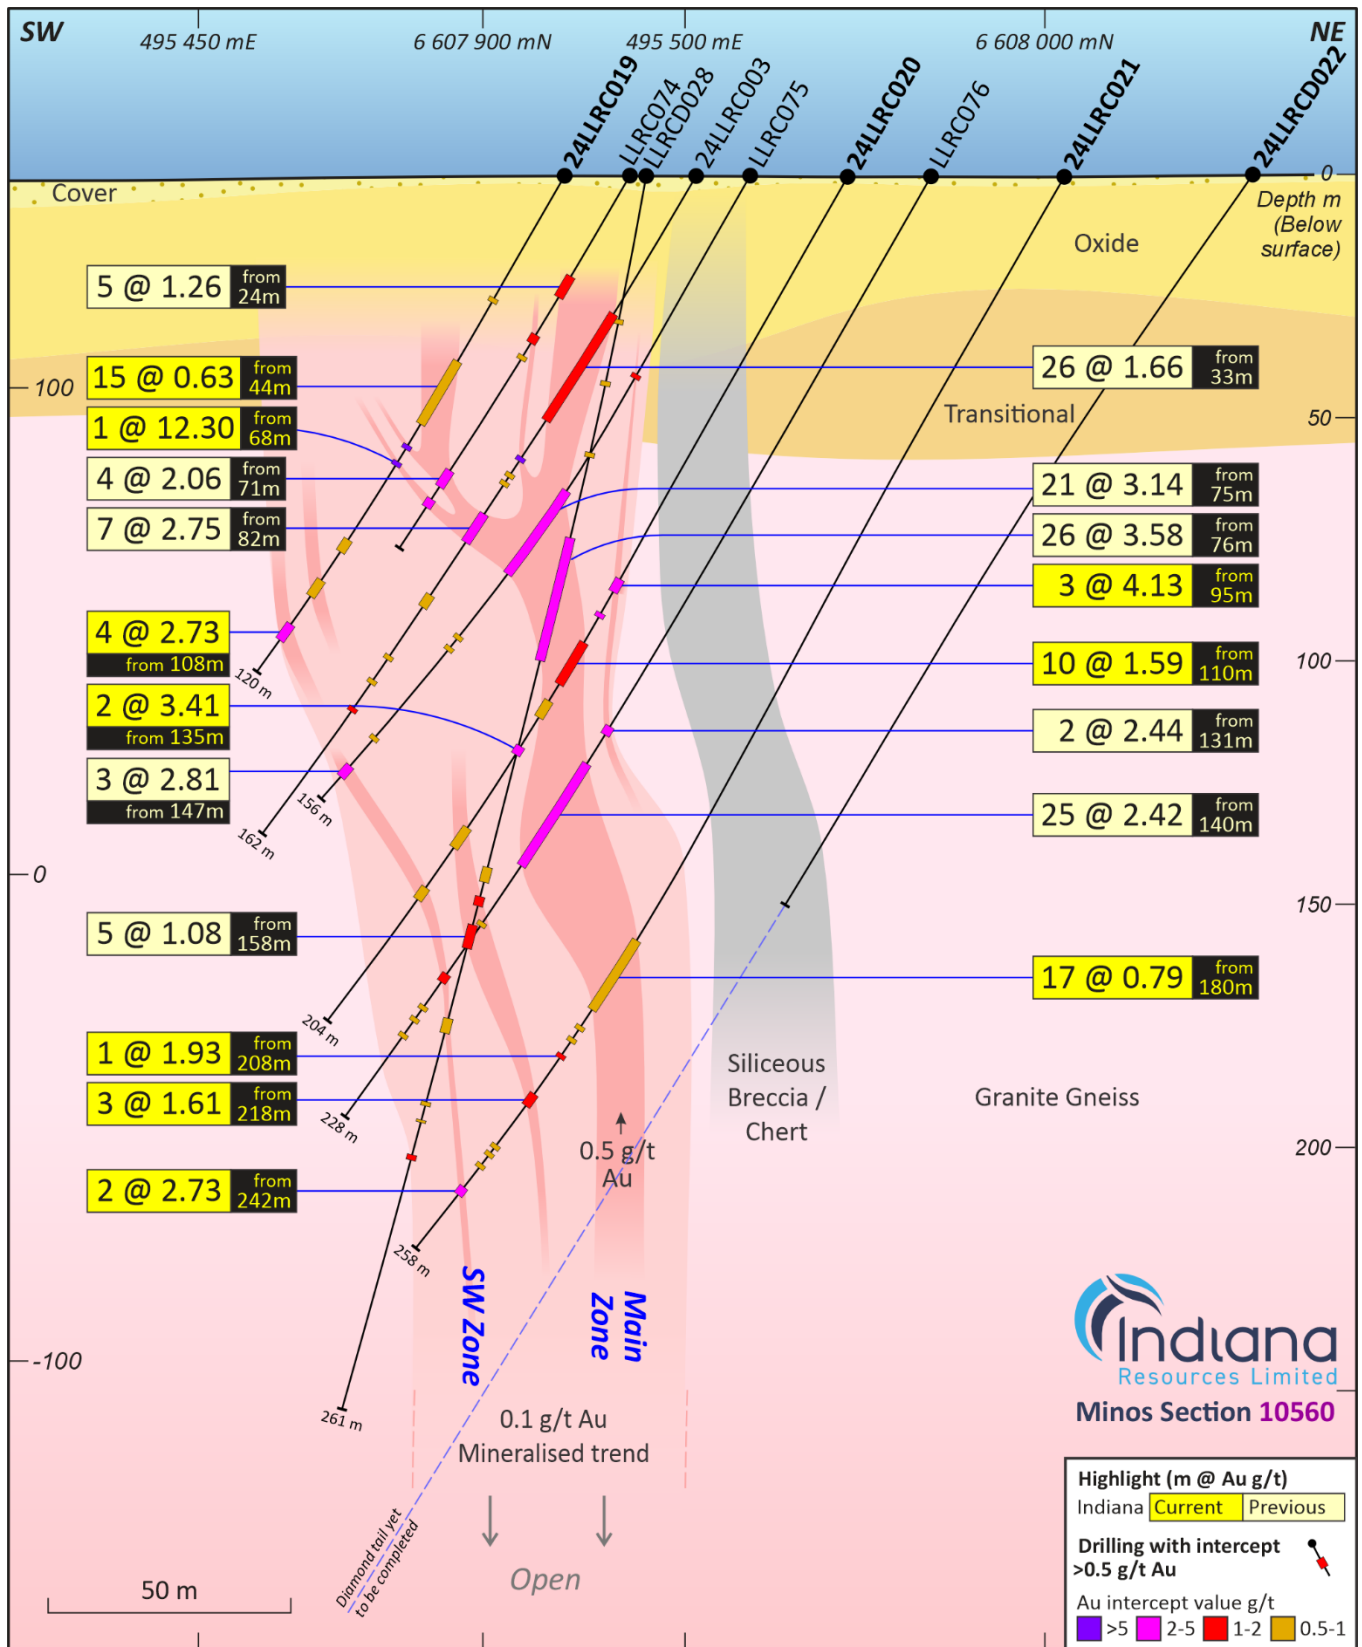 SW
495 450 mE
6 607 900 mN
495 500 mE
6 608 000 mN
NE
24LLRC019
LLRC074
LLRCD028
24LLRC003
LLRC075
24LLRC020
LLRC076
24LLRC021
24LLRCD022
0
Depth m
(Below
surface)
Cover
Oxide
Transitional
5 @ 1.26 from 24m
15 @ 0.63 from 44m
1 @ 12.30 from 68m
4 @ 2.06 from 71m
7 @ 2.75 from 82m
4 @ 2.73
from 108m
2 @ 3.41
from 135m
3 @ 2.81
from 147m
5 @ 1.08 from 158m
1 @ 1.93 from 208m
3 @ 1.61 from 218m
2 @ 2.73 from 242m
26 @ 1.66 from 33m
21 @ 3.14 from 75m
26 @ 3.58 from 76m
3 @ 4.13 from 95m
10 @ 1.59 from 110m
2 @ 2.44 from 131m
25 @ 2.42 from 140m
17 @ 0.79 from 180m
100
0
-100
50
100
150
200
120 m
162 m
156 m
204 m
228 m
258 m
261 m
Siliceous
Breccia /
Chert
Granite Gneiss
0.5 g/t
Au
SW Zone
Main
Zone
0.1 g/t Au
Mineralised trend
Open
Diamond tail yet
to be completed
50 m
Indiana
Resources Limited
Minos Section 10560
Highlight (m @ Au g/t)
Indiana Current Previous
Drilling with intercept
>0.5 g/t Au
Au intercept value g/t
>5 2-5 1-2 0.5-1